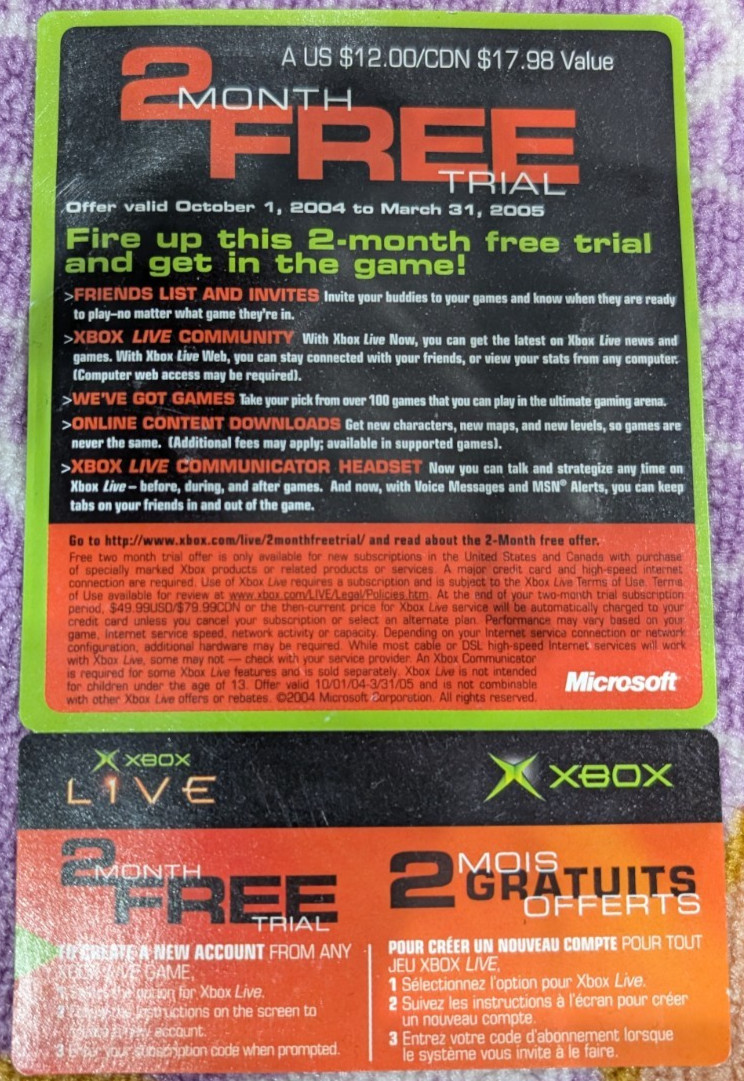 A US $12.00/CDN $17.98 Value
2 MONTH
FREE
TRIAL
Offer valid October 1, 2004 to March 31, 2005
Fire up this 2-month free trial
and get in the game!
>FRIENDS LIST AND INVITES Invite your buddies to your games and know when they are ready
to play–no matter what game they're in.
>XBOX LIVE COMMUNITY With Xbox Live Now, you can get the latest on Xbox Live news and
games. With Xbox Live Web, you can stay connected with your friends, or view your stats from any computer.
(Computer web access may be required).
>WE'VE GOT GAMES Take your pick from over 100 games that you can play in the ultimate gaming arena.
>ONLINE CONTENT DOWNLOADS Get new characters, new maps, and new levels, so games are
never the same. (Additional fees may apply; available in supported games).
>XBOX LIVE COMMUNICATOR HEADSET Now you can talk and strategize any time on
Xbox Live – before, during, and after games. And now, with Voice Messages and MSN® Alerts, you can keep
tabs on your friends in and out of the game.
Go to http://www.xbox.com/live/2monthfreetrial/ and read about the 2-Month free offer.
Free two month trial offer is only available for new subscriptions in the United States and Canada with purchase
of specially marked Xbox products or related products or services. A major credit card and high-speed internet
connection are required. Use of Xbox Live requires a subscription and is subject to the Xbox Live Terms of Use. Terms
of Use available for review at www.xbox.com/LIVE/Legal/Policies.htm. At the end of your two-month trial subscription
period, $49.99USD/$79.99CDN or the then-current price for Xbox Live service will be automatically charged to your
credit card unless you cancel your subscription or select an alternate plan. Performance may vary based on your
game, Internet service speed, network activity or capacity. Depending on your Internet service connection or network
configuration, additional hardware may be required. While most cable or DSL high-speed Internet services will work
with Xbox Live, some may not — check with your service provider. An Xbox Communicator
is required for some Xbox Live features and is sold separately. Xbox Live is not intended
for children under the age of 13. Offer valid 10/01/04-3/31/05 and is not combinable
with other Xbox Live offers or rebates. ©2004 Microsoft Corporation. All rights reserved.
Microsoft
XBOX
LIVE
XBOX
2 MONTH
FREE
TRIAL
TO CREATE A NEW ACCOUNT FROM ANY
XBOX LIVE GAME,
1 Select the option for Xbox Live.
2 instructions on the screen to
account.
3 Enter your subscription code when prompted.
2 MOIS
GRATUITS
OFFERTS
POUR CRÉER UN NOUVEAU COMPTE POUR TOUT
JEU XBOX LIVE,
1 Sélectionnez l'option pour Xbox Live.
2 Suivez les instructions à l'écran pour créer
un nouveau compte.
3 Entrez votre code d'abonnement lorsque
le système vous invite à le faire.